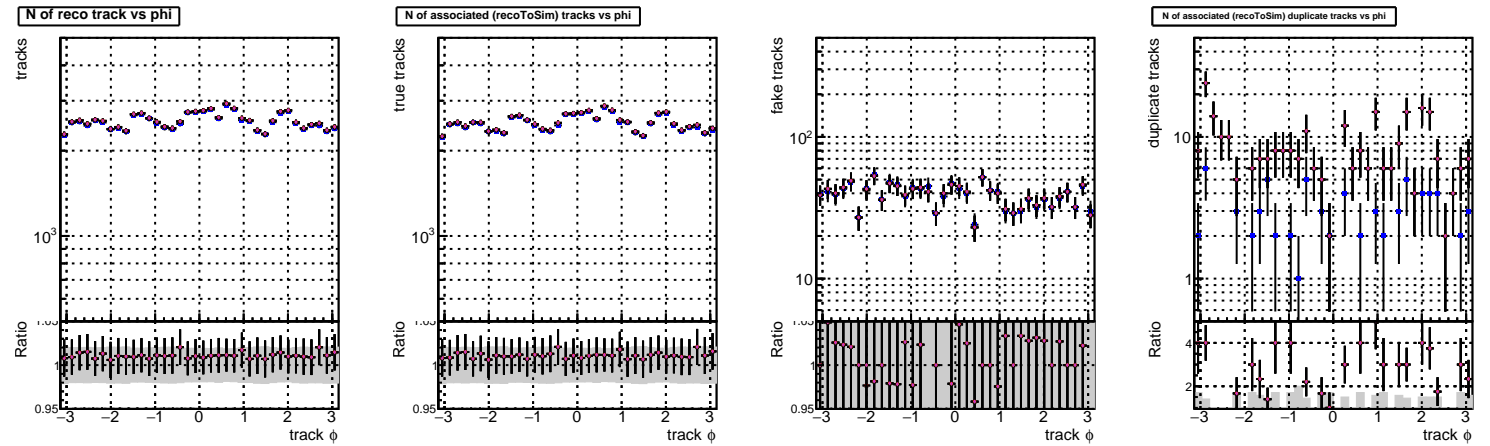 N of reco track vs phi
tracks
10³
Ratio
1
0.95
−3 −2 −1 0 1 2 3
track ϕ
N of associated (recoToSim) tracks vs phi
true tracks
10³
Ratio
1
0.95
−3 −2 −1 0 1 2 3
track ϕ
fake tracks
10²
10
Ratio
1
0.95
−3 −2 −1 0 1 2 3
track ϕ
N of associated (recoToSim) duplicate tracks vs phi
duplicate tracks
10
1
Ratio
4
2
−3 −2 −1 0 1 2 3
track ϕ